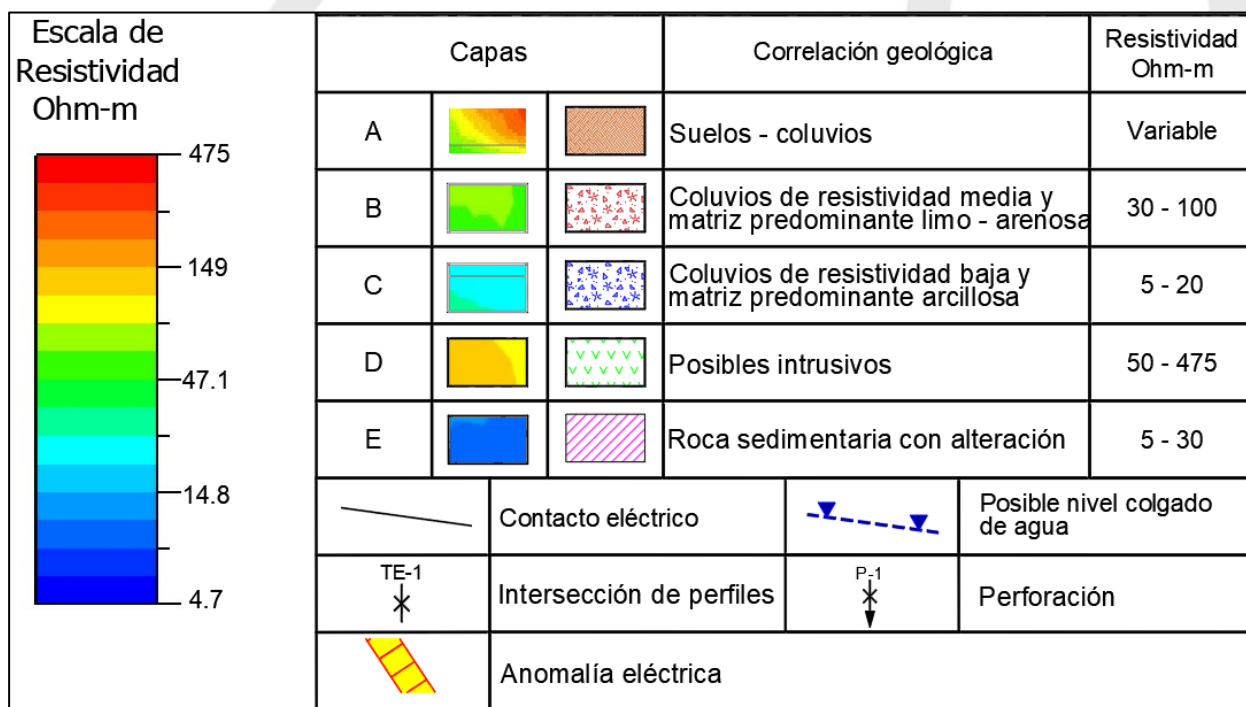 Escala de
Resistividad
Ohm-m
475
149
47.1
14.8
4.7
Capas
Correlación geológica
Resistividad
Ohm-m
A
Suelos - coluvios
Variable
B
Coluvios de resistividad media y
matriz predominante limo - arenosa
30 - 100
C
Coluvios de resistividad baja y
matriz predominante arcillosa
5 - 20
D
Posibles intrusivos
50 - 475
E
Roca sedimentaria con alteración
5 - 30
Contacto eléctrico
Posible nivel colgado
de agua
TE-1
Intersección de perfiles
P-1
Perforación
Anomalía eléctrica